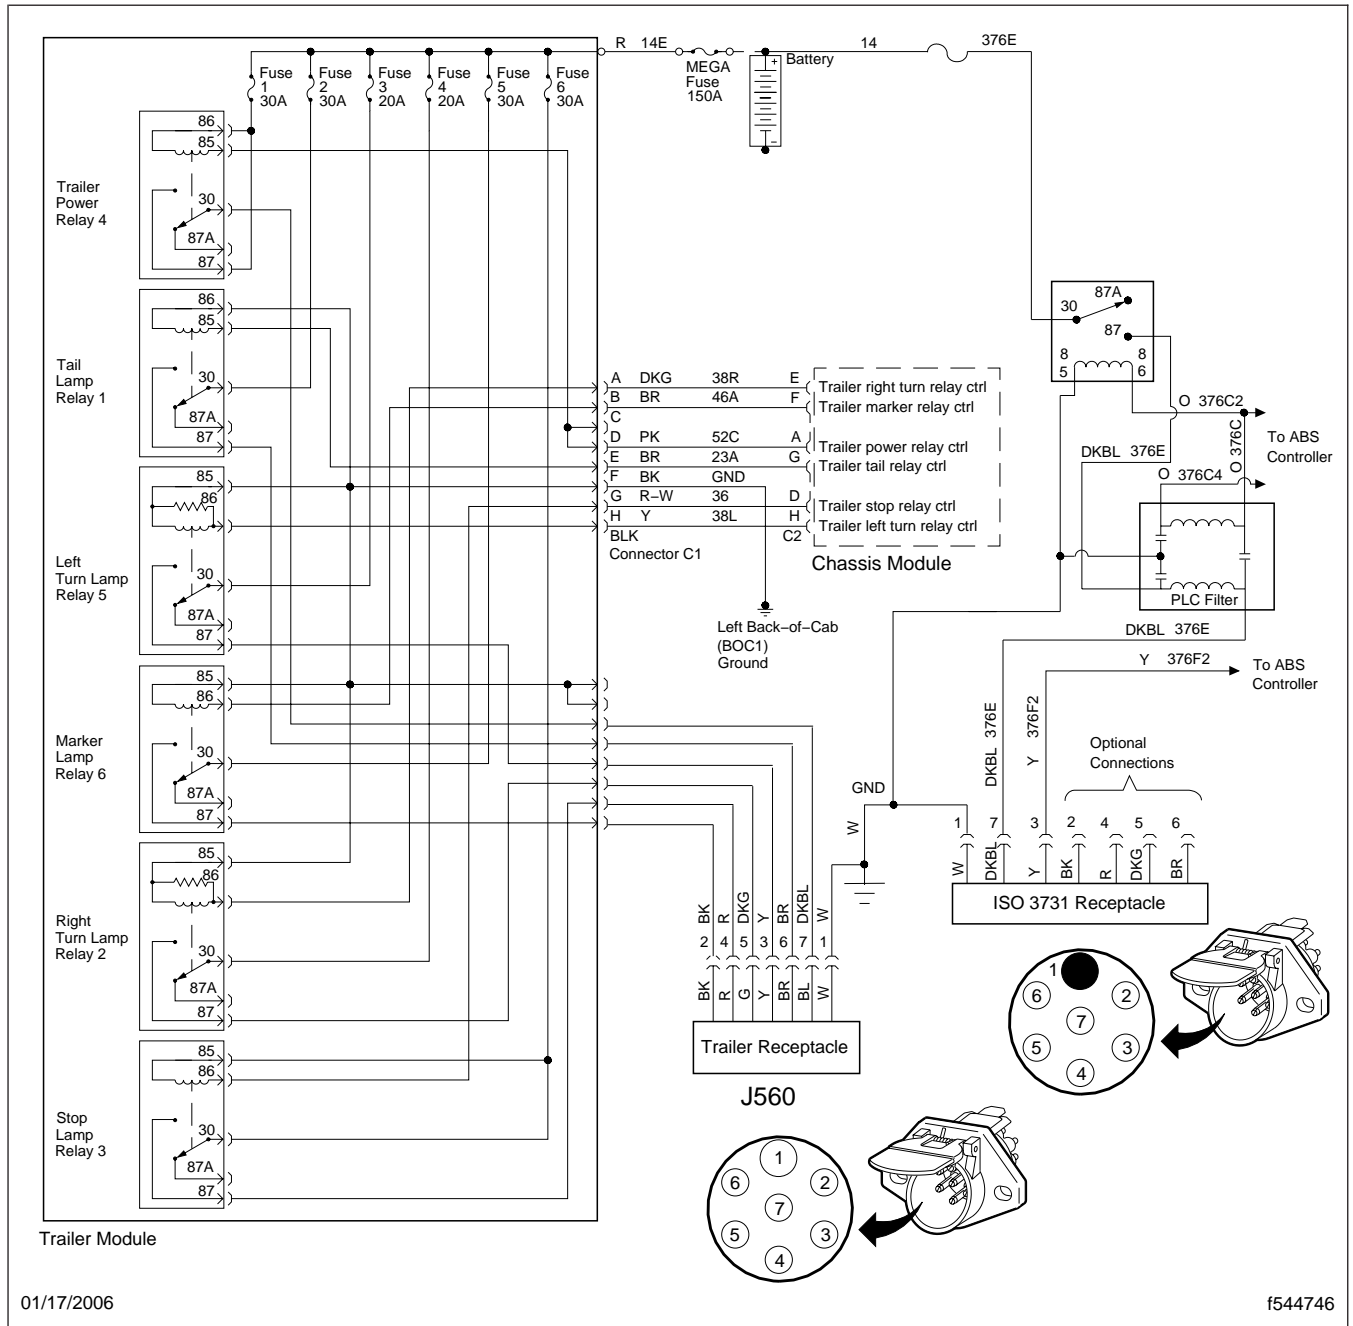 R 14E
MEGA
Fuse
150A
Battery
+
-
14
376E
Fuse
1
30A
Fuse
2
30A
Fuse
3
20A
Fuse
4
20A
Fuse
5
30A
Fuse
6
30A
Trailer
Power
Relay 4
86
85
30
87A
87
Tail
Lamp
Relay 1
86
85
30
87A
87
Left
Turn Lamp
Relay 5
85
86
30
87A
87
Marker
Lamp
Relay 6
85
86
30
87A
87
Right
Turn Lamp
Relay 2
85
86
30
87A
87
Stop
Lamp
Relay 3
85
86
30
87A
87
Trailer Module
A DKG 38R E Trailer right turn relay ctrl
B BR 46A F Trailer marker relay ctrl
C
D PK 52C A Trailer power relay ctrl
E BR 23A G Trailer tail relay ctrl
F BK GND
G R–W 36 D Trailer stop relay ctrl
H Y 38L H Trailer left turn relay ctrl
BLK
Connector C1
C2
Chassis Module
Left Back–of–Cab
(BOC1)
Ground
87A
30
87
8 8
5 6
O 376C2
To ABS
Controller
O 376C
DKBL 376E
O 376C4
PLC Filter
DKBL 376E
Y 376F2
To ABS
Controller
DKBL 376E
Y 376F2
Optional
Connections
GND
W
1 7 3 2 4 5 6
W DKBL Y BK R DKG BR
ISO 3731 Receptacle
BK R DKG Y BR DKBL W
2 4 5 3 6 7 1
BK R G Y BR BL W
Trailer Receptacle
J560
1
6 2
7
5 3
4
1
6 2
7
5 3
4
01/17/2006
f544746